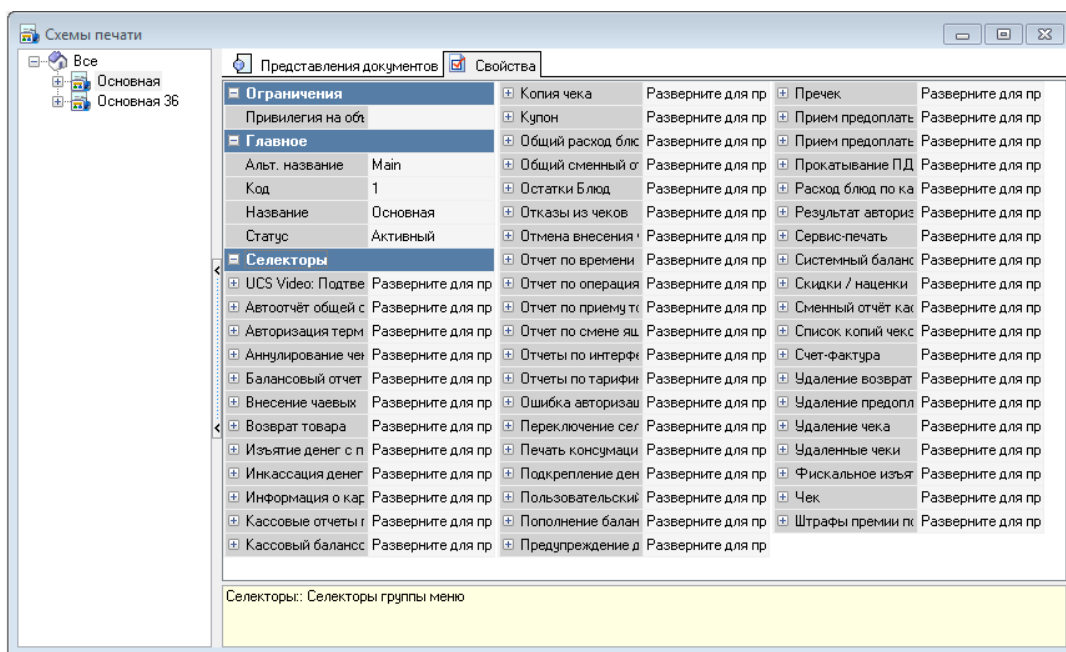 Схемы печати
Все
Основная
Основная 36
Представления документов
Свойства
Ограничения
Привилегия на объ
Главное
Альт. название Main
Код 1
Название Основная
Статус Активный
Селекторы
UCS Video: Подтве Разверните для пр
Автоотчёт общей с Разверните для пр
Авторизация терм Разверните для пр
Аннулирование чек Разверните для пр
Балансовый отчет Разверните для пр
Внесение чаевых Разверните для пр
Возврат товара Разверните для пр
Изъятие денег с п Разверните для пр
Инкассация денег Разверните для пр
Информация о кар Разверните для пр
Кассовые отчеты г Разверните для пр
Кассовый балансс Разверните для пр
Копия чека Разверните для пр
Купон Разверните для пр
Общий расход блю Разверните для пр
Общий сменный от Разверните для пр
Остатки Блюд Разверните для пр
Отказы из чеков Разверните для пр
Отмена внесения ч Разверните для пр
Отчет по времени Разверните для пр
Отчет по операция Разверните для пр
Отчет по приему то Разверните для пр
Отчет по смене ящ Разверните для пр
Отчеты по интерфе Разверните для пр
Отчеты по тарифик Разверните для пр
Ошибка авторизац Разверните для пр
Переключение сел Разверните для пр
Печать консумаци Разверните для пр
Подкрепление ден Разверните для пр
Пользовательский Разверните для пр
Пополнение балан Разверните для пр
Предупреждение д Разверните для пр
Пречек Разверните для пр
Прием предоплать Разверните для пр
Прием предоплать Разверните для пр
Прокатывание ПД Разверните для пр
Расход блюд по ка Разверните для пр
Результат авториз Разверните для пр
Сервис-печать Разверните для пр
Системный баланс Разверните для пр
Скидки / наценки Разверните для пр
Сменный отчёт кас Разверните для пр
Список копий чекс Разверните для пр
Счет-фактура Разверните для пр
Удаление возврат Разверните для пр
Удаление предопл Разверните для пр
Удаление чека Разверните для пр
Удаленные чеки Разверните для пр
Фискальное изъят Разверните для пр
Чек Разверните для пр
Штрафы премии пс Разверните для пр
Селекторы:: Селекторы группы меню